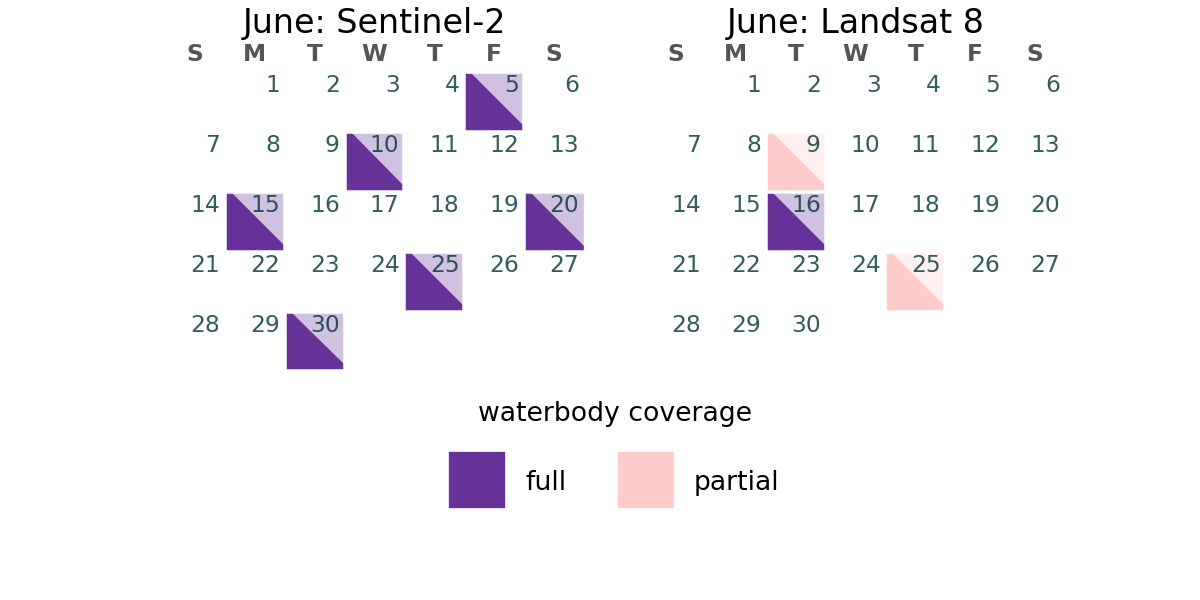 June: Sentinel-2
S M T W T F S
1 2 3 4 5 6
7 8 9 10 11 12 13
14 15 16 17 18 19 20
21 22 23 24 25 26 27
28 29 30
June: Landsat 8
S M T W T F S
1 2 3 4 5 6
7 8 9 10 11 12 13
14 15 16 17 18 19 20
21 22 23 24 25 26 27
28 29 30
waterbody coverage
full partial